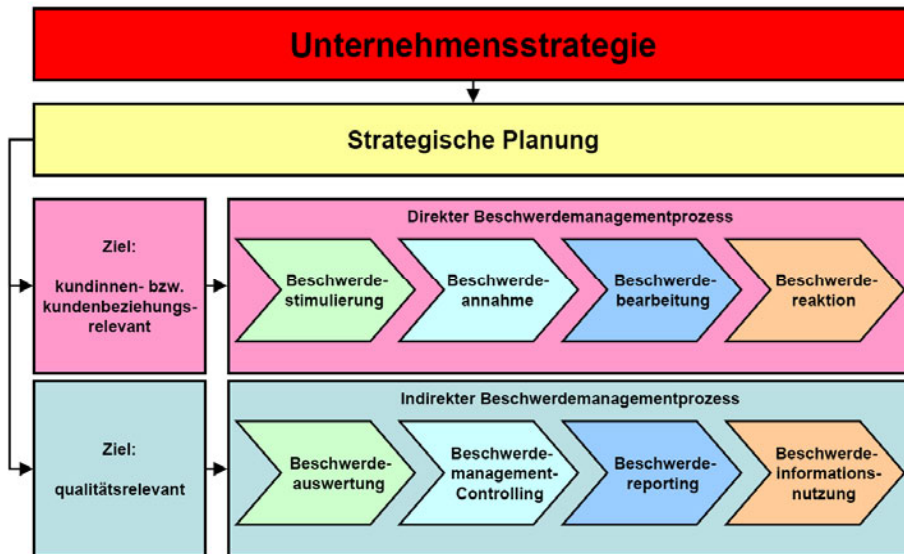 Unternehmensstrategie
Strategische Planung
Ziel:
kundinnen- bzw.
kundenbeziehungs-
relevant
Direkter Beschwerdemanagementprozess
Beschwerde-
stimulierung
Beschwerde-
annahme
Beschwerde-
bearbeitung
Beschwerde-
reaktion
Ziel:
qualitätsrelevant
Indirekter Beschwerdemanagementprozess
Beschwerde-
auswertung
Beschwerde-
management-
Controlling
Beschwerde-
reporting
Beschwerde-
informations-
nutzung